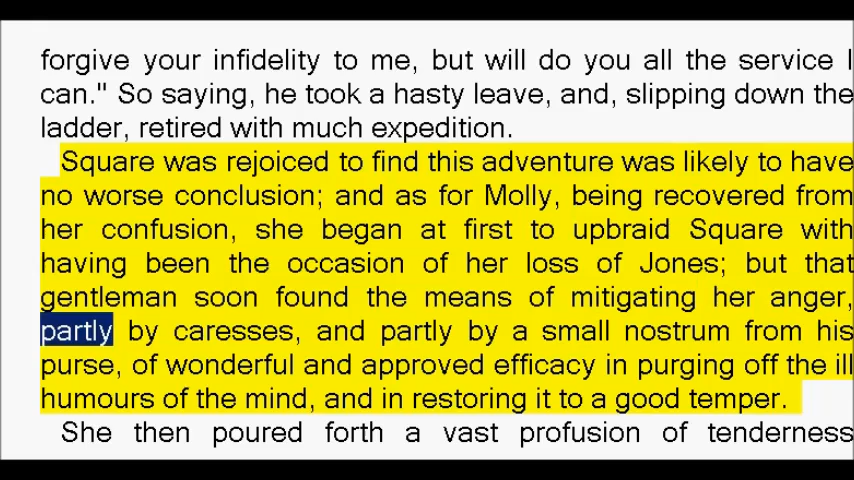 forgive your infidelity to me, but will do you all the service I
can." So saying, he took a hasty leave, and, slipping down the
ladder, retired with much expedition.
Square was rejoiced to find this adventure was likely to have
no worse conclusion; and as for Molly, being recovered from
her confusion, she began at first to upbraid Square with
having been the occasion of her loss of Jones; but that
gentleman soon found the means of mitigating her anger,
partly by caresses, and partly by a small nostrum from his
purse, of wonderful and approved efficacy in purging off the ill
humours of the mind, and in restoring it to a good temper.
She then poured forth a vast profusion of tenderness